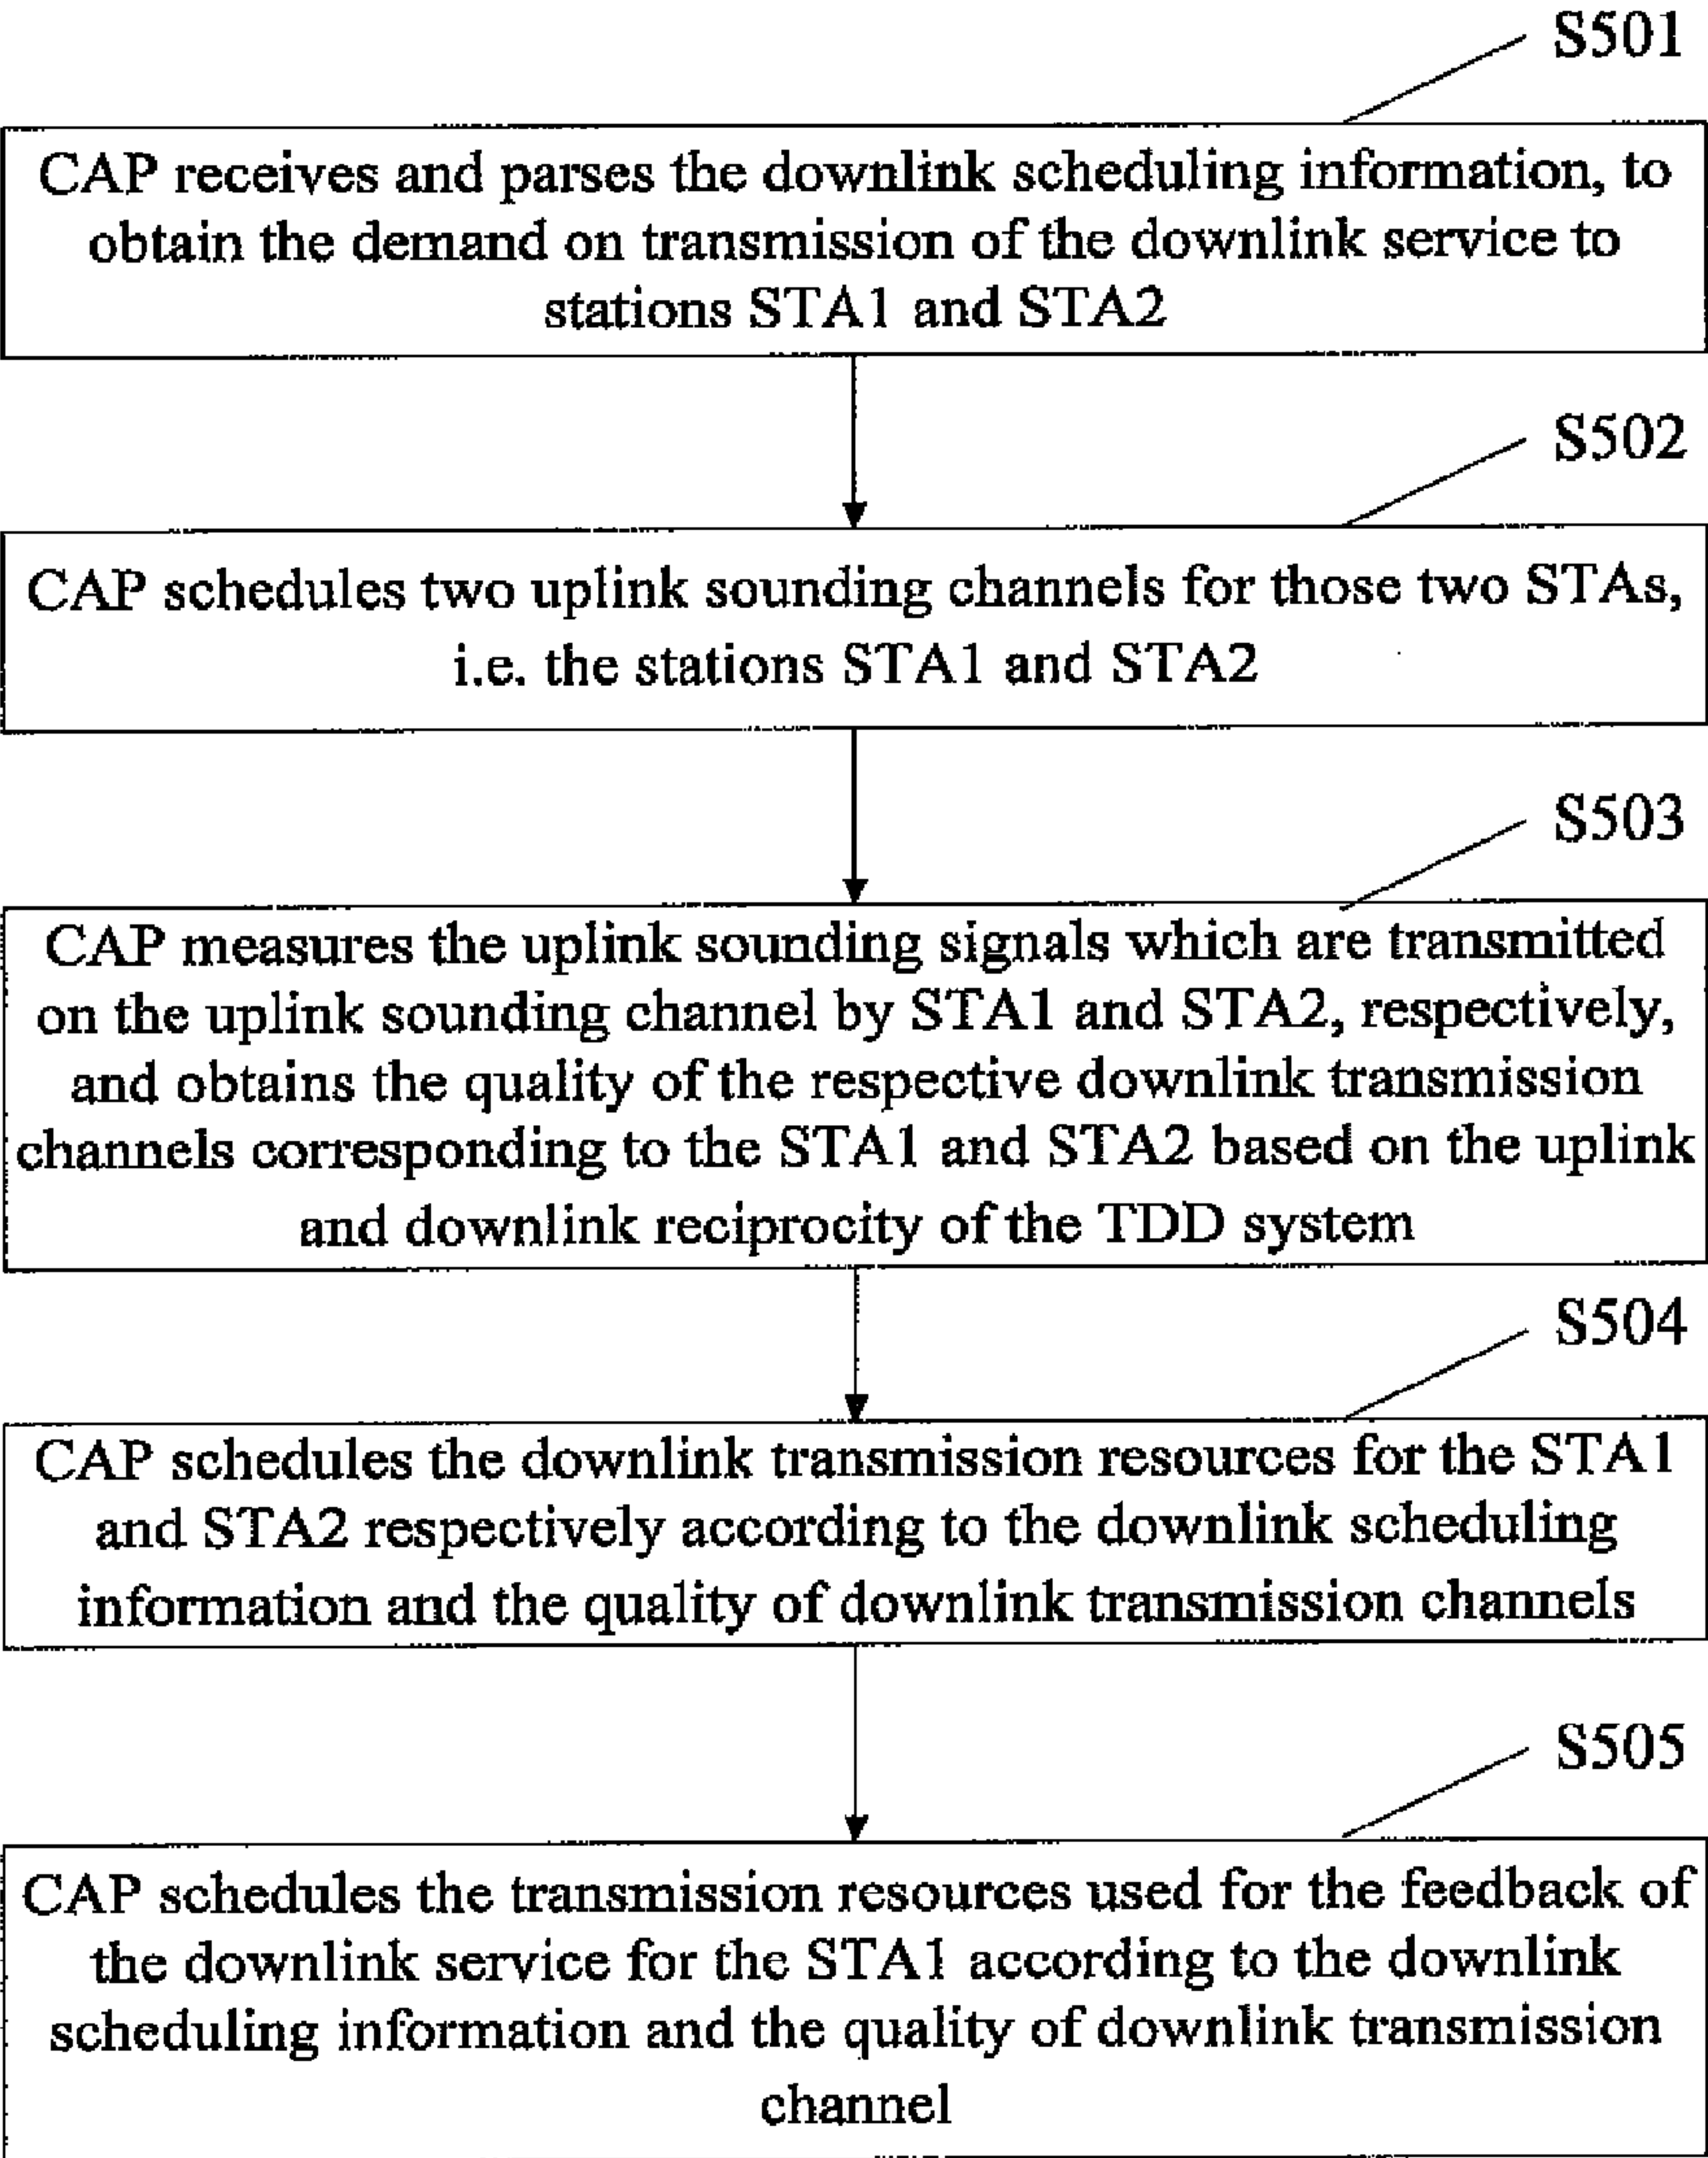 S501
CAP receives and parses the downlink scheduling information, to
obtain the demand on transmission of the downlink service to
stations STA1 and STA2
S502
CAP schedules two uplink sounding channels for those two STAs,
i.e. the stations STA1 and STA2
S503
CAP measures the uplink sounding signals which are transmitted
on the uplink sounding channel by STA1 and STA2, respectively,
and obtains the quality of the respective downlink transmission
channels corresponding to the STA1 and STA2 based on the uplink
and downlink reciprocity of the TDD system
S504
CAP schedules the downlink transmission resources for the STA1
and STA2 respectively according to the downlink scheduling
information and the quality of downlink transmission channels
S505
CAP schedules the transmission resources used for the feedback of
the downlink service for the STA1 according to the downlink
scheduling information and the quality of downlink transmission
channel